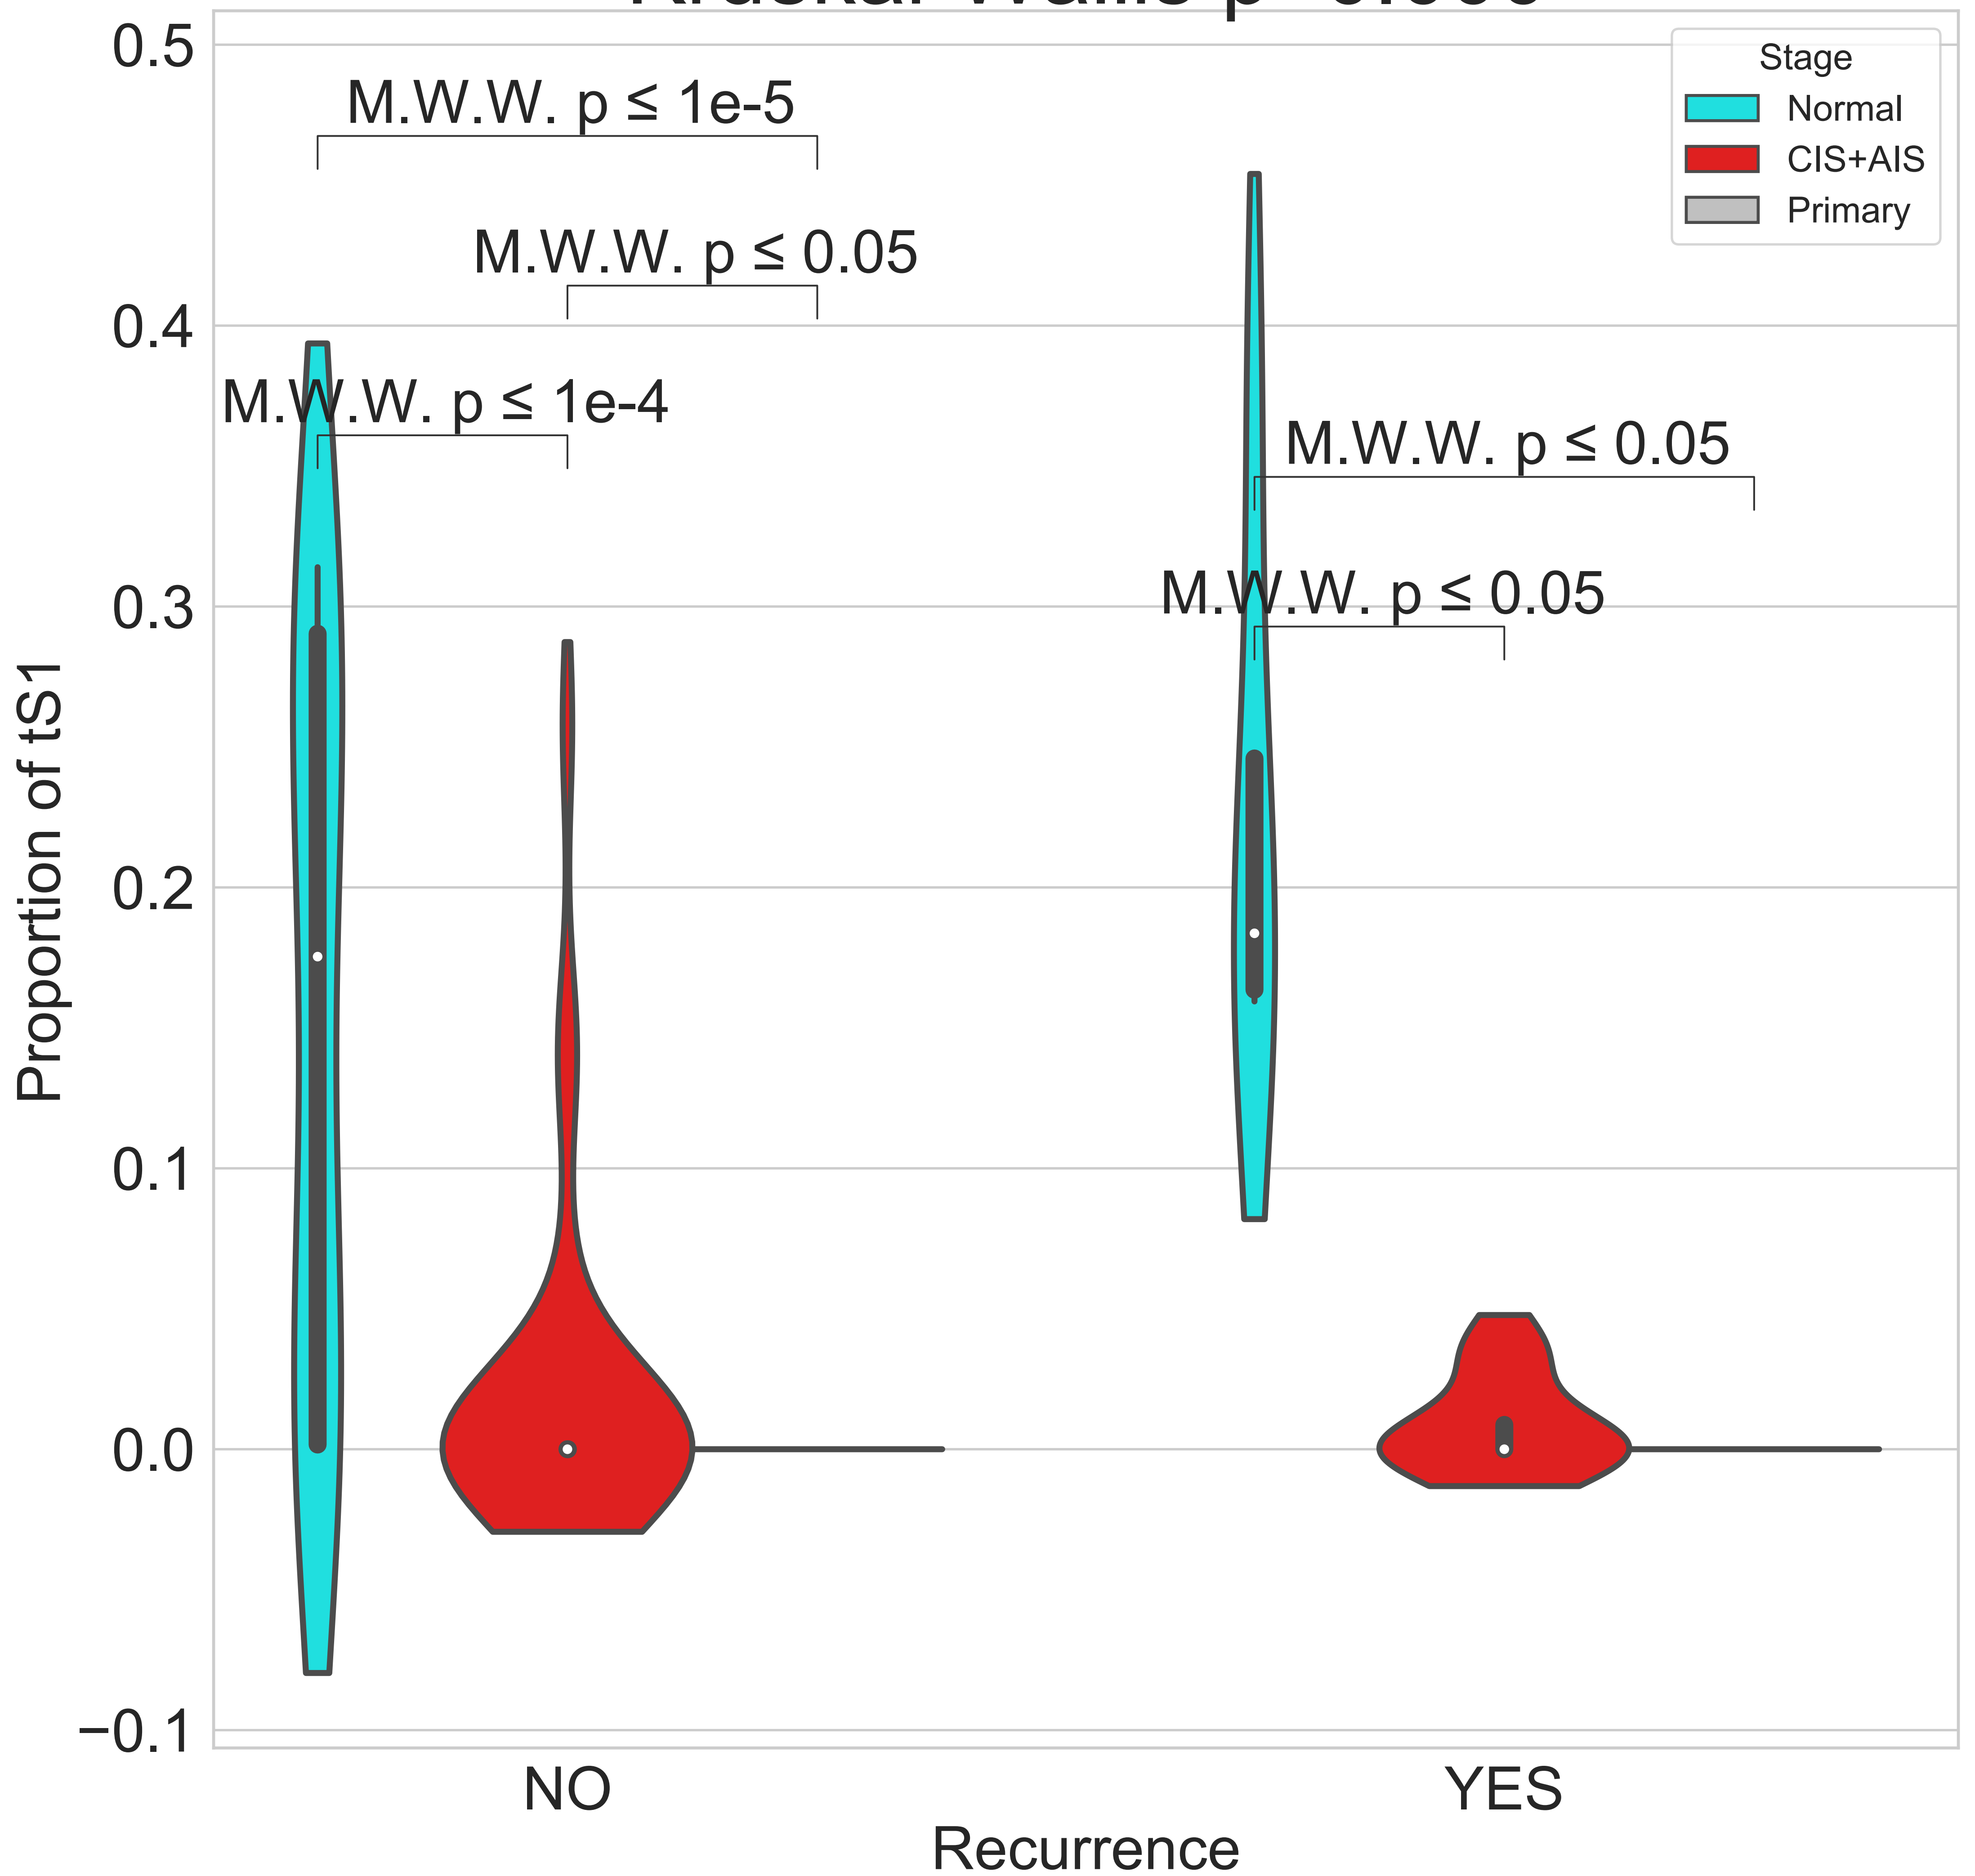 0.5
0.4
0.3
0.2
0.1
0.0
−0.1
Proportion of tS1
M.W.W. p ≤ 1e-5
M.W.W. p ≤ 0.05
M.W.W. p ≤ 1e-4
M.W.W. p ≤ 0.05
M.W.W. p ≤ 0.05
Stage
Normal
CIS+AIS
Primary
NO
YES
Recurrence